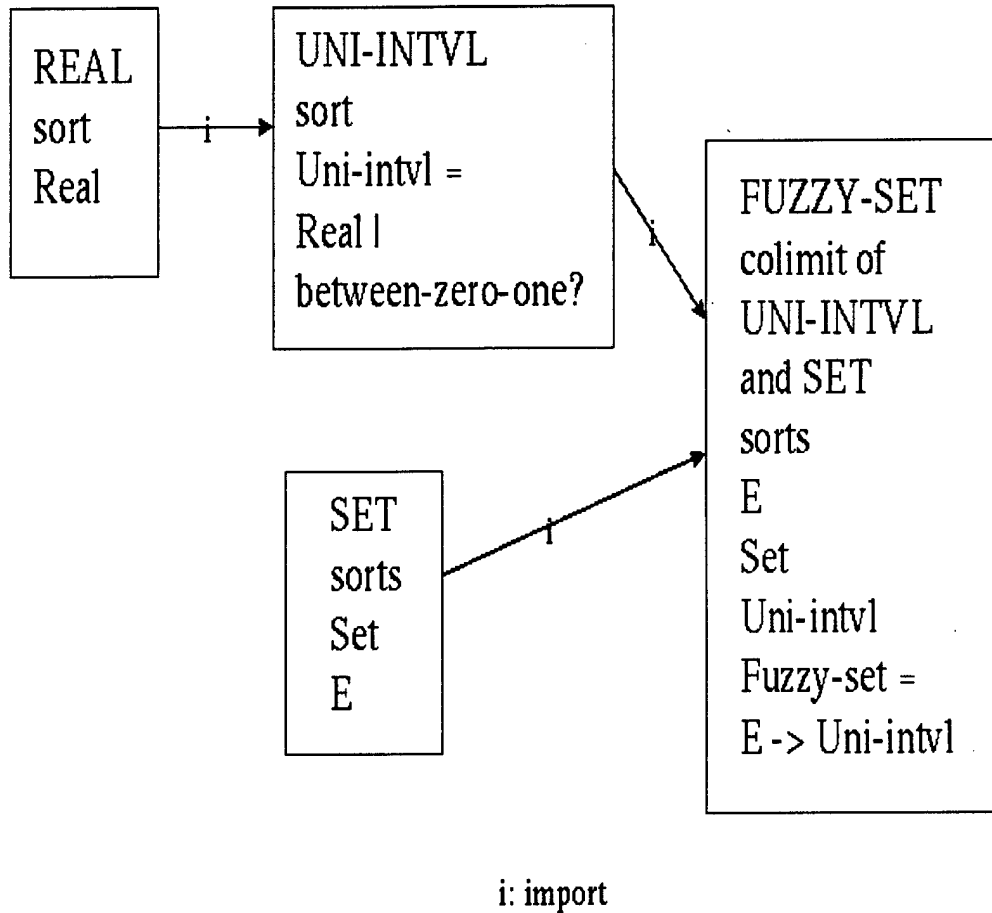 REAL
sort
Real
i
UNI-INTVL
sort
Uni-intvl =
Real |
between-zero-one?
i
SET
sorts
Set
E
i
FUZZY-SET
colimit of
UNI-INTVL
and SET
sorts
E
Set
Uni-intvl
Fuzzy-set =
E -> Uni-intvl
i: import